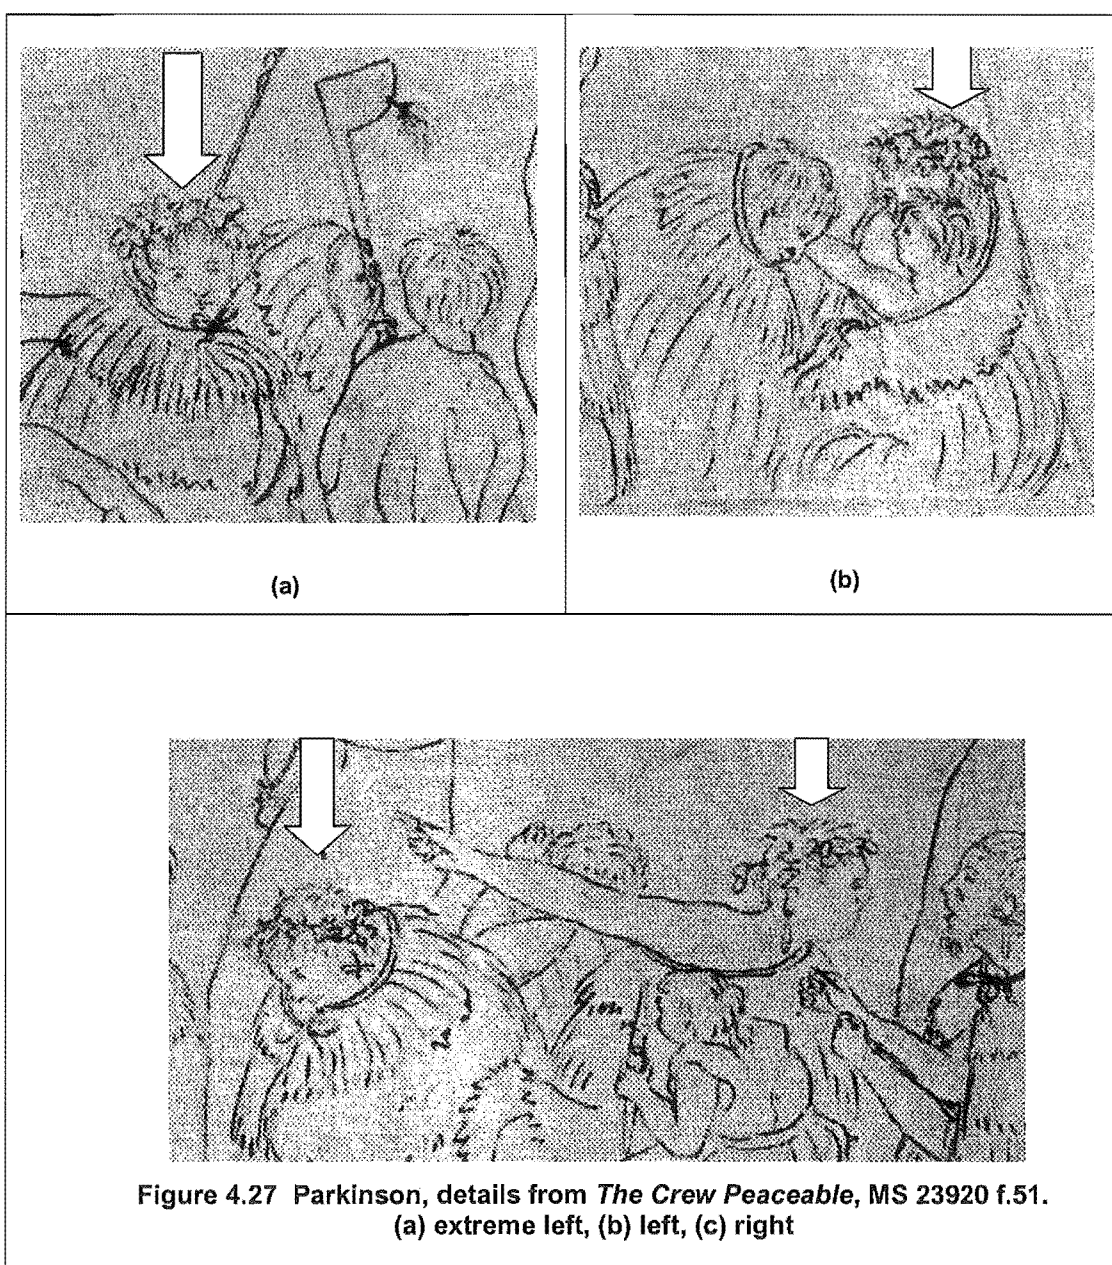 (a)
(b)
Figure 4.27 Parkinson, details from The Crew Peaceable, MS 23920 f.51.
(a) extreme left, (b) left, (c) right